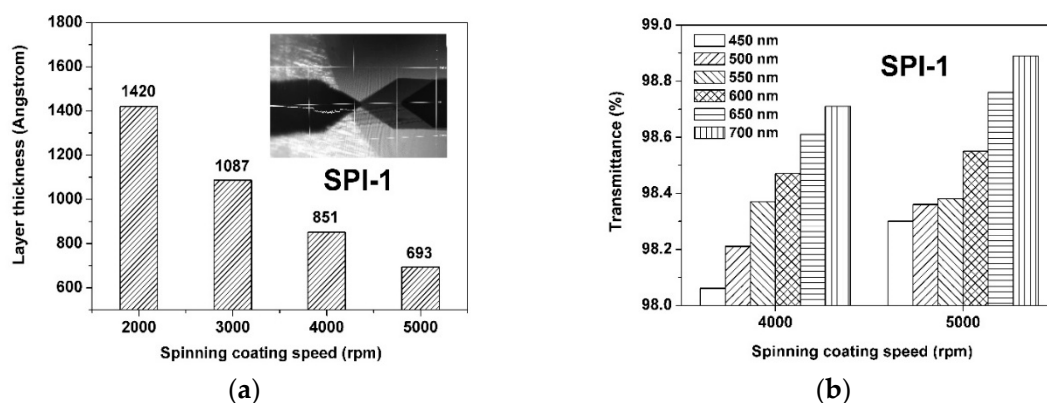 Layer thickness (Angstrom)
1800
1600
1400
1200
1000
800
600
1420
1087
851
693
SPI-1
2000
3000
4000
5000
Spinning coating speed (rpm)
(a)
Transmittance (%)
99.0
98.8
98.6
98.4
98.2
98.0
450 nm
500 nm
550 nm
600 nm
650 nm
700 nm
SPI-1
4000
5000
Spinning coating speed (rpm)
(b)